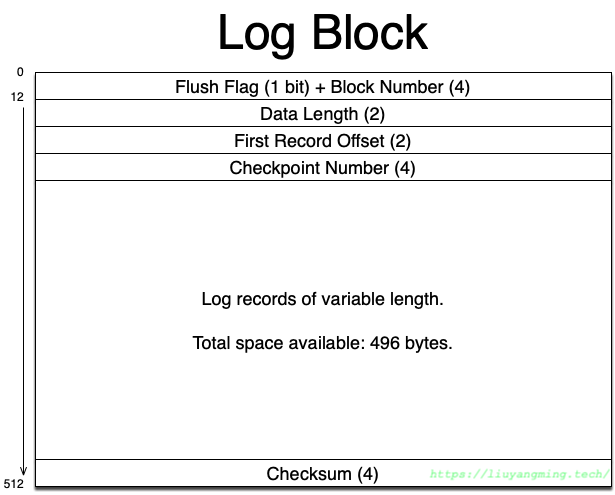 Log Block
0
Flush Flag (1 bit) + Block Number (4)
12
Data Length (2)
First Record Offset (2)
Checkpoint Number (4)
Log records of variable length.
Total space available: 496 bytes.
Checksum (4)
https://liuyangming.tech/
512